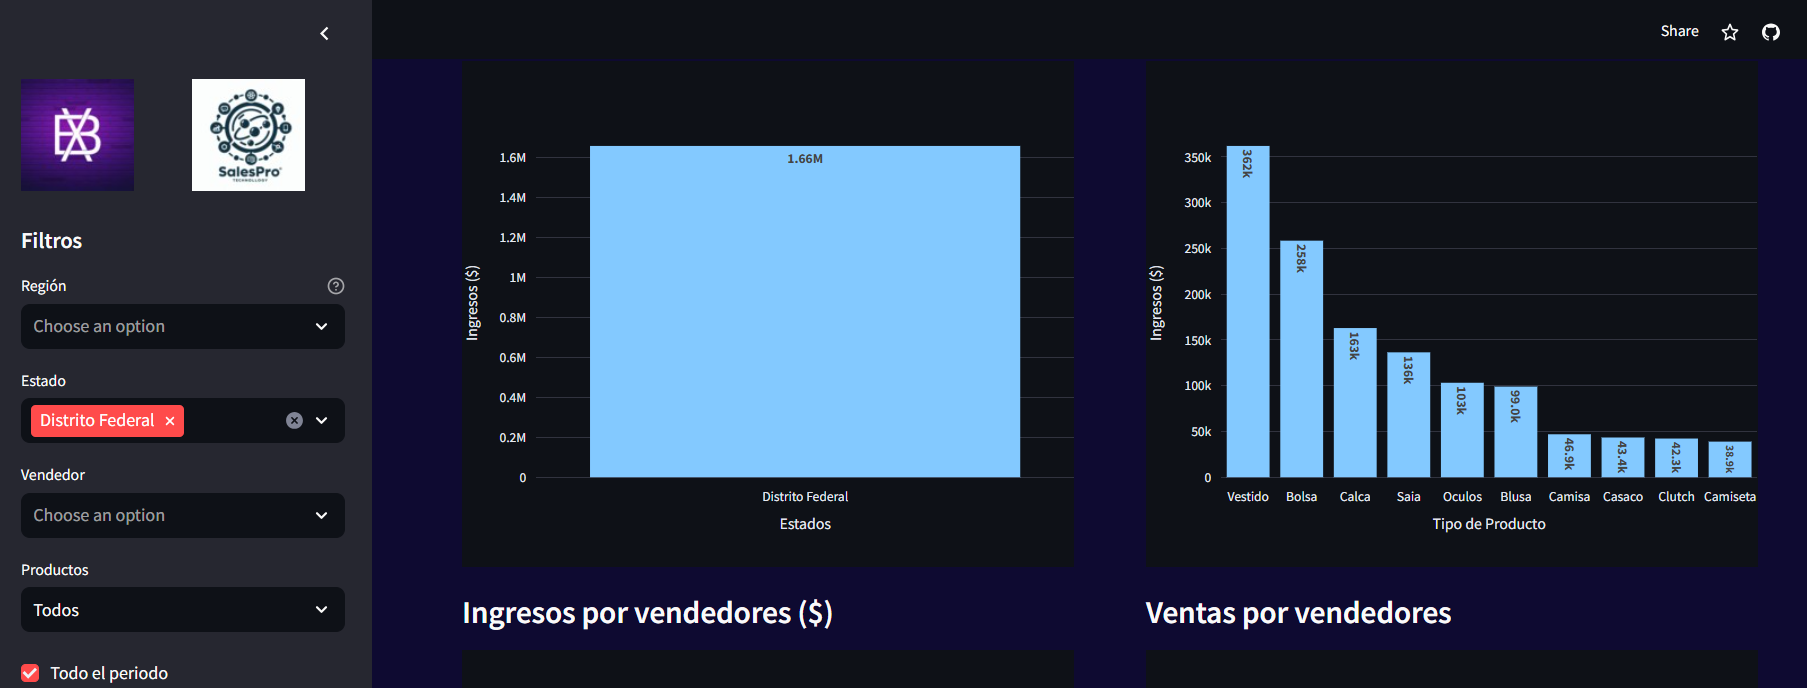 Share
SalesPro
TECHNOLLOGY
Filtros
Región
Choose an option
Estado
Distrito Federal
Vendedor
Choose an option
Productos
Todos
Todo el periodo
Ingresos ($)
1.6M
1.4M
1.2M
1M
0.8M
0.6M
0.4M
0.2M
0
1.66M
Distrito Federal
Estados
Ingresos ($)
350k
300k
250k
200k
150k
100k
50k
0
362k
258k
163k
136k
103k
99.0k
46.9k
43.4k
42.3k
38.9k
Vestido Bolsa Calca Saia Oculos Blusa Camisa Casaco Clutch Camiseta
Tipo de Producto
Ingresos por vendedores ($)
Ventas por vendedores